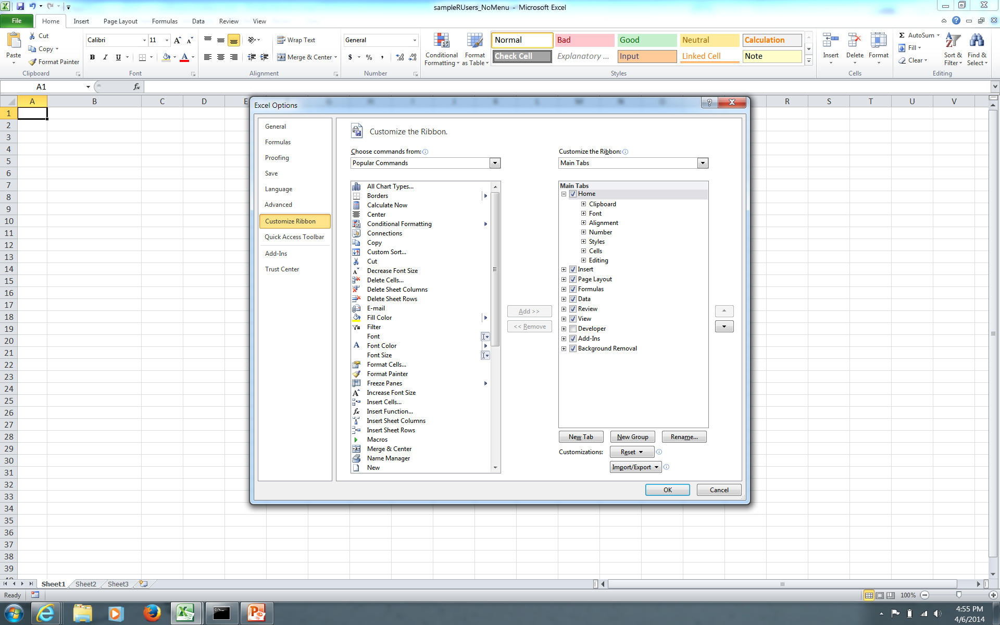 sampleRUsers_NoMenu - Microsoft Excel
File Home Insert Page Layout Formulas Data Review View
Paste
Cut
Copy
Format Painter
Clipboard
Calibri 11
B I U
Font
Wrap Text
Merge & Center
Alignment
General
$ % ,
Number
Conditional Formatting
Format as Table
Normal Bad Good Neutral Calculation
Check Cell Explanatory ... Input Linked Cell Note
Styles
Insert Delete Format
Cells
AutoSum
Fill
Clear
Sort & Filter
Find & Select
Editing
A1 fx
A B C D E R S T U V
1
2
3
4
5
6
7
8
9
10
11
12
13
14
15
16
17
18
19
20
21
22
23
24
25
26
27
28
29
30
31
32
33
34
35
36
37
38
39
Excel Options
General
Formulas
Proofing
Save
Language
Advanced
Customize Ribbon
Quick Access Toolbar
Add-Ins
Trust Center
Customize the Ribbon.
Choose commands from:
Popular Commands
All Chart Types...
Borders
Calculate Now
Center
Conditional Formatting
Connections
Copy
Custom Sort...
Cut
Decrease Font Size
Delete Cells...
Delete Sheet Columns
Delete Sheet Rows
E-mail
Fill Color
Filter
Font
Font Color
Font Size
Format Cells...
Format Painter
Freeze Panes
Increase Font Size
Insert Cells...
Insert Function...
Insert Sheet Columns
Insert Sheet Rows
Macros
Merge & Center
Name Manager
New
Add >>
<< Remove
Customize the Ribbon:
Main Tabs
Main Tabs
Home
Clipboard
Font
Alignment
Number
Styles
Cells
Editing
Insert
Page Layout
Formulas
Data
Review
View
Developer
Add-Ins
Background Removal
New Tab New Group Rename...
Customizations: Reset
Import/Export
OK Cancel
Sheet1 Sheet2 Sheet3
Ready 100%
4:55 PM
4/6/2014